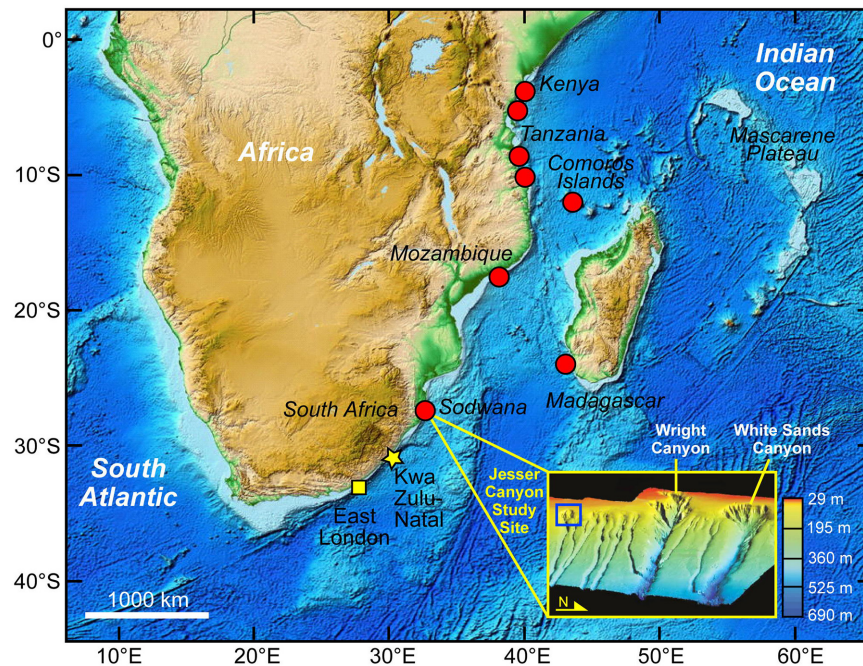 0°
10°S
20°S
30°S
40°S
10°E
20°E
30°E
40°E
50°E
60°E
Indian
Ocean
Kenya
Tanzania
Mascarene
Plateau
Africa
Comoros
Islands
Mozambique
South Africa
Sodwana
Madagascar
South
Atlantic
Kwa
Zulu-
Natal
East
London
1000 km
Wright
Canyon
White Sands
Canyon
Jesser
Canyon
Study
Site
29 m
195 m
360 m
525 m
690 m
N